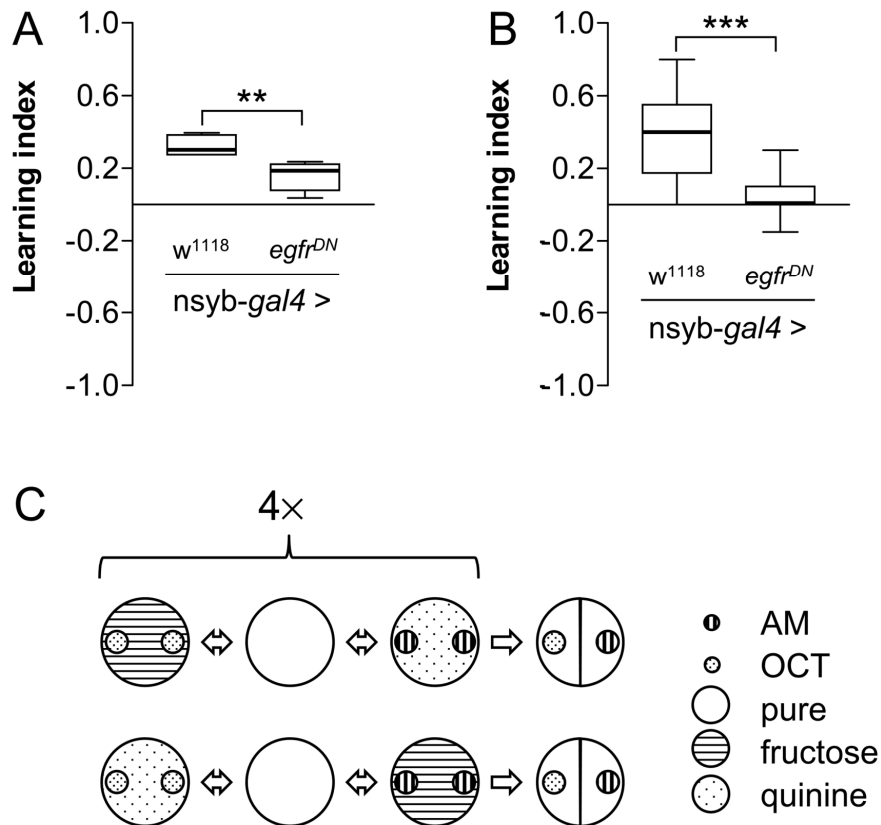 A
Learning index
1.0
0.6
0.2
-0.2
-0.6
-1.0
**
w¹¹¹⁸ egfrᴰᴺ
nsyb-gal4 >
B
Learning index
1.0
0.6
0.2
-0.2
-0.6
-1.0
***
w¹¹¹⁸ egfrᴰᴺ
nsyb-gal4 >
C
4×
AM
OCT
pure
fructose
quinine